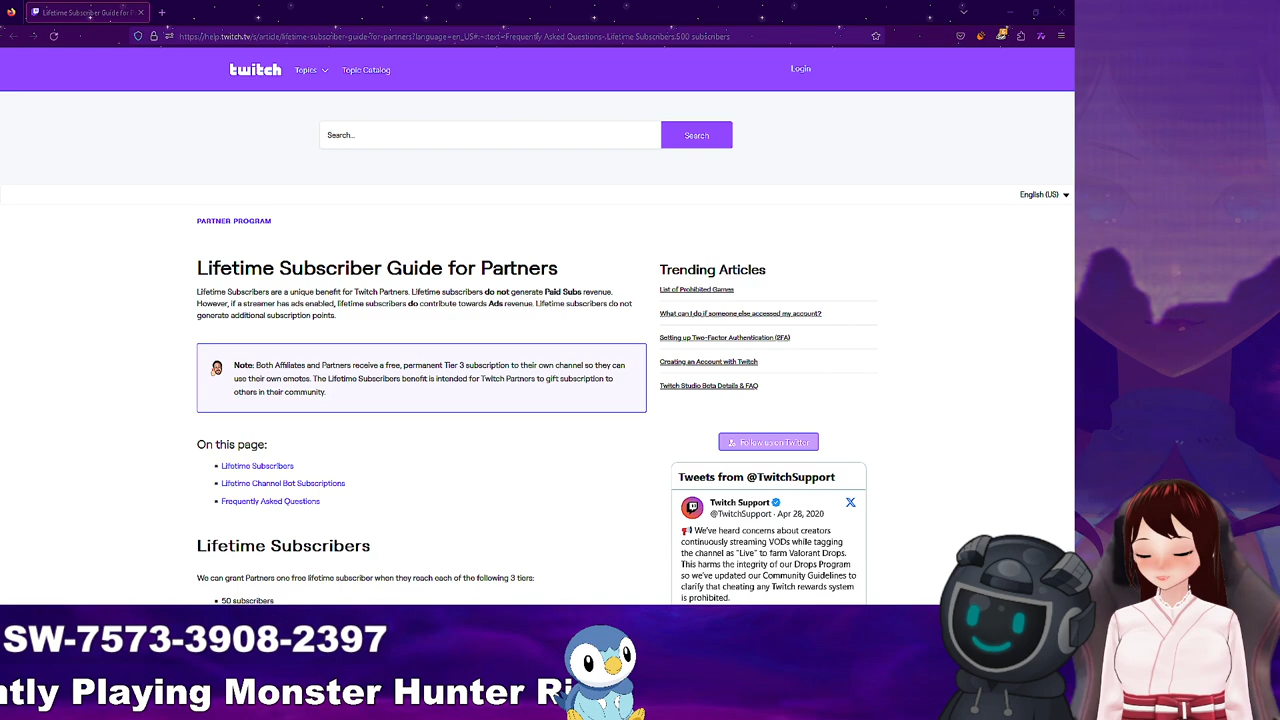 Lifetime Subscriber Guide for P
https://help.twitch.tv/article/lifetime-subscriber-guide-for-partners?language=en_US#:~:text=Frequently Asked Questions-,Lifetime Subscribers,500 subscribers
twitch Topics Topic Catalog Login
Search... Search
English (US)
PARTNER PROGRAM
Lifetime Subscriber Guide for Partners
Lifetime Subscribers are a unique benefit for Twitch Partners. Lifetime subscribers do not generate Paid Subs revenue.
However, if a streamer has ads enabled, lifetime subscribers do contribute towards Ads revenue. Lifetime subscribers do not
generate additional subscription points.
Note: Both Affiliates and Partners receive a free, permanent Tier 3 subscription to their own channel so they can
use their own emotes. The Lifetime Subscribers benefit is intended for Twitch Partners to gift subscription to
others in their community.
On this page:
Lifetime Subscribers
Lifetime Channel Bot Subscriptions
Frequently Asked Questions
Lifetime Subscribers
We can grant Partners one free lifetime subscriber when they reach each of the following 3 tiers:
50 subscribers
Trending Articles
List of Prohibited Games
What can I do if someone else accessed my account?
Setting up Two-Factor Authentication (2FA)
Creating an Account with Twitch
Twitch Studio Beta Details & FAQ
Follow us on Twitter
Tweets from @TwitchSupport
Twitch Support
@TwitchSupport · Apr 28, 2020
We've heard concerns about creators
continuously streaming VODs while tagging
the channel as "Live" to farm Valorant Drops.
This harms the integrity of our Drops Program
so we've updated our Community Guidelines to
clarify that cheating any Twitch rewards system
is prohibited.
SW-7573-3908-2397
ntly Playing Monster Hunter Ri